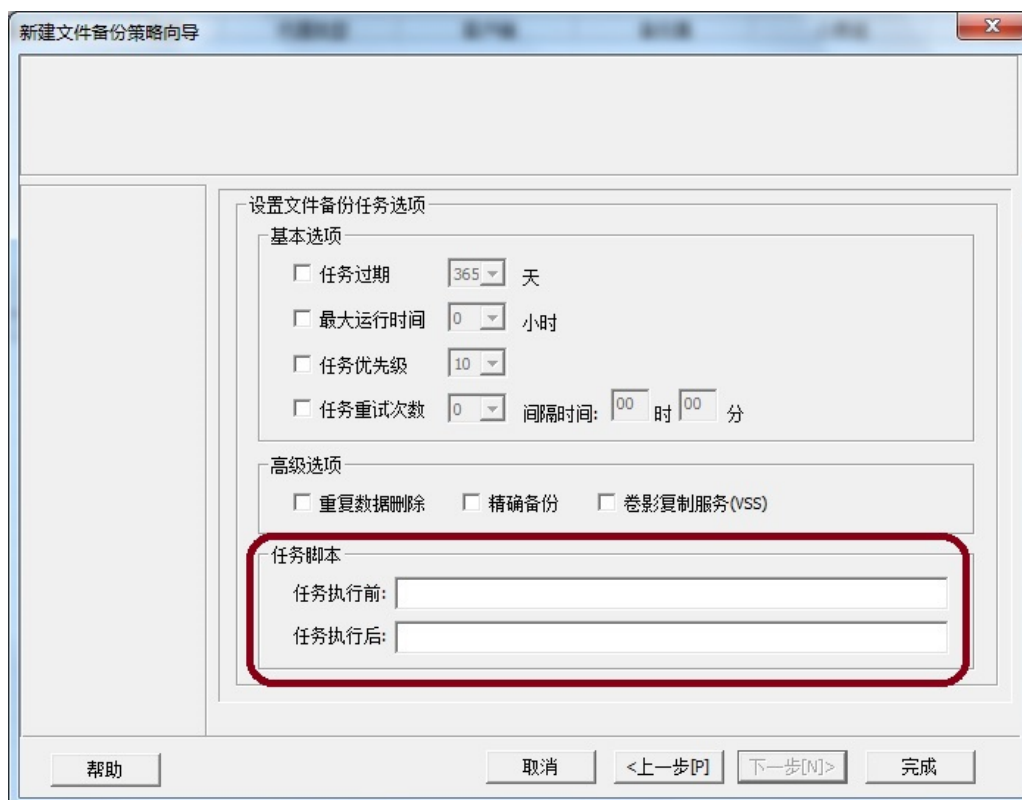 新建文件备份策略向导
设置文件备份任务选项
基本选项
任务过期 365 天
最大运行时间 0 小时
任务优先级 10
任务重试次数 0 间隔时间: 00 时 00 分
高级选项
重复数据删除 精确备份 卷影复制服务(VSS)
任务脚本
任务执行前:
任务执行后:
帮助 取消 <上一步[P] 下一步[N]> 完成